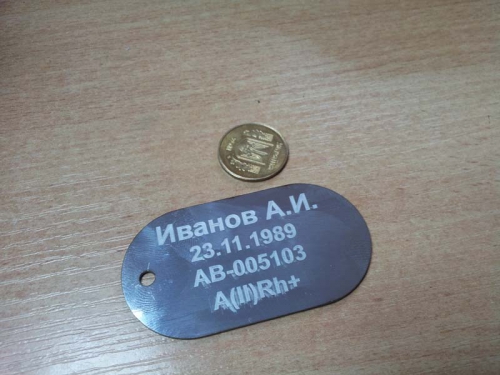 Иванов А.И.
23.11.1989
АВ-005103
A(II)Rh+